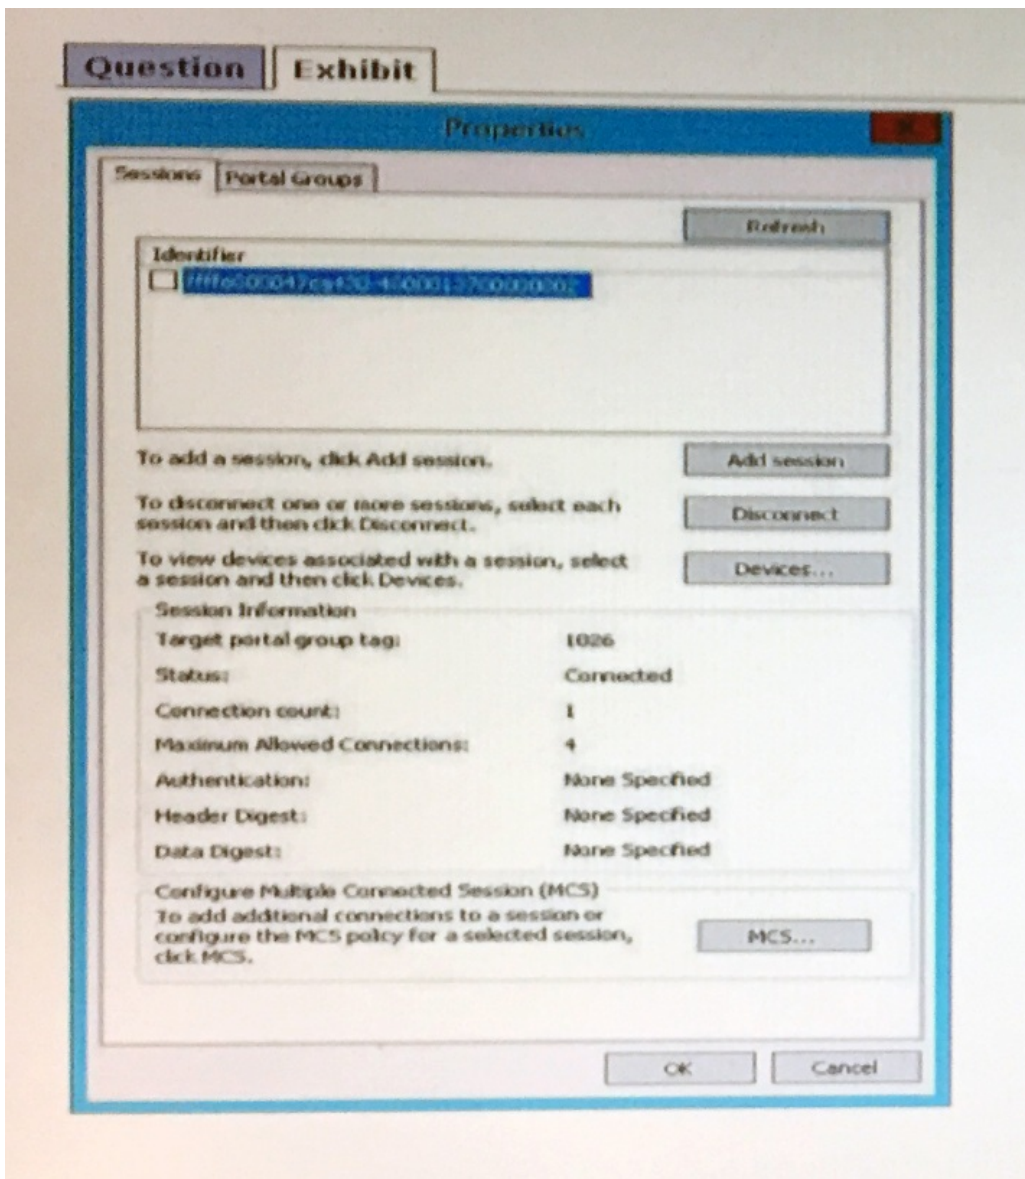 Question Exhibit
Properties
Sessions Portal Groups
Refresh
Identifier
To add a session, click Add session.
Add session
To disconnect one or more sessions, select each
session and then click Disconnect.
Disconnect
To view devices associated with a session, select
a session and then click Devices.
Devices...
Session Information
Target portal group tag: 1026
Status: Connected
Connection count: 1
Maximum Allowed Connections: 4
Authentication: None Specified
Header Digest: None Specified
Data Digest: None Specified
Configure Multiple Connected Session (MCS)
To add additional connections to a session or
configure the MCS policy for a selected session,
click MCS.
MCS...
OK Cancel